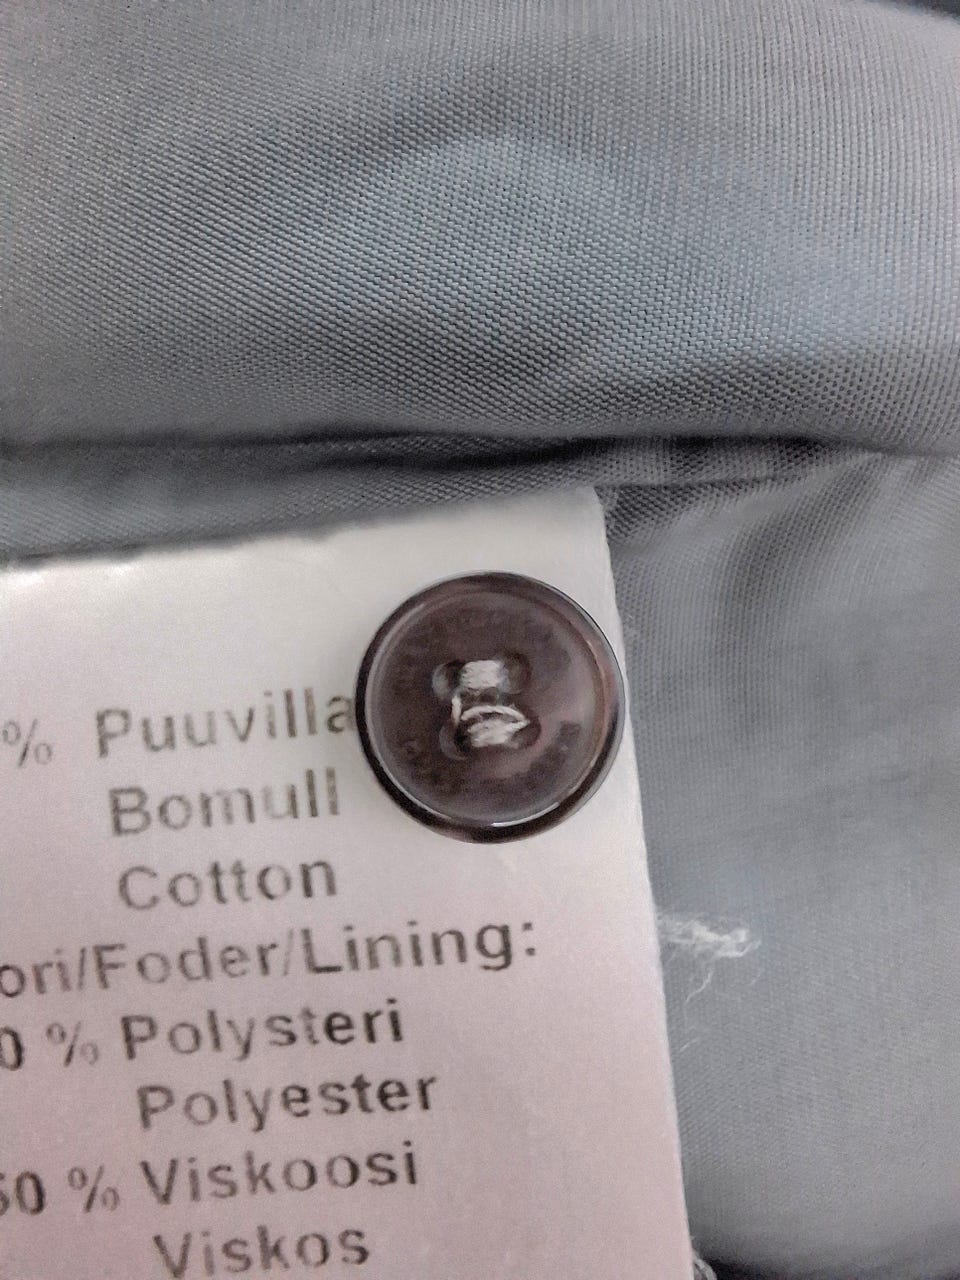 % Puuvilla
Bomull
Cotton
ori/Foder/Lining:
0 % Polysteri
Polyester
50 % Viskoosi
Viskos